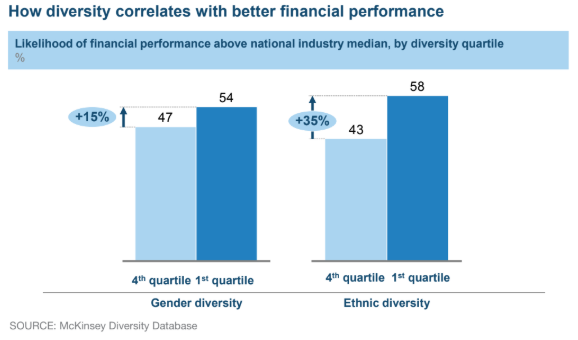 How diversity correlates with better financial performance
Likelihood of financial performance above national industry median, by diversity quartile
%
+15%
47
54
+35%
43
58
4th quartile 1st quartile
4th quartile 1st quartile
Gender diversity
Ethnic diversity
SOURCE: McKinsey Diversity Database